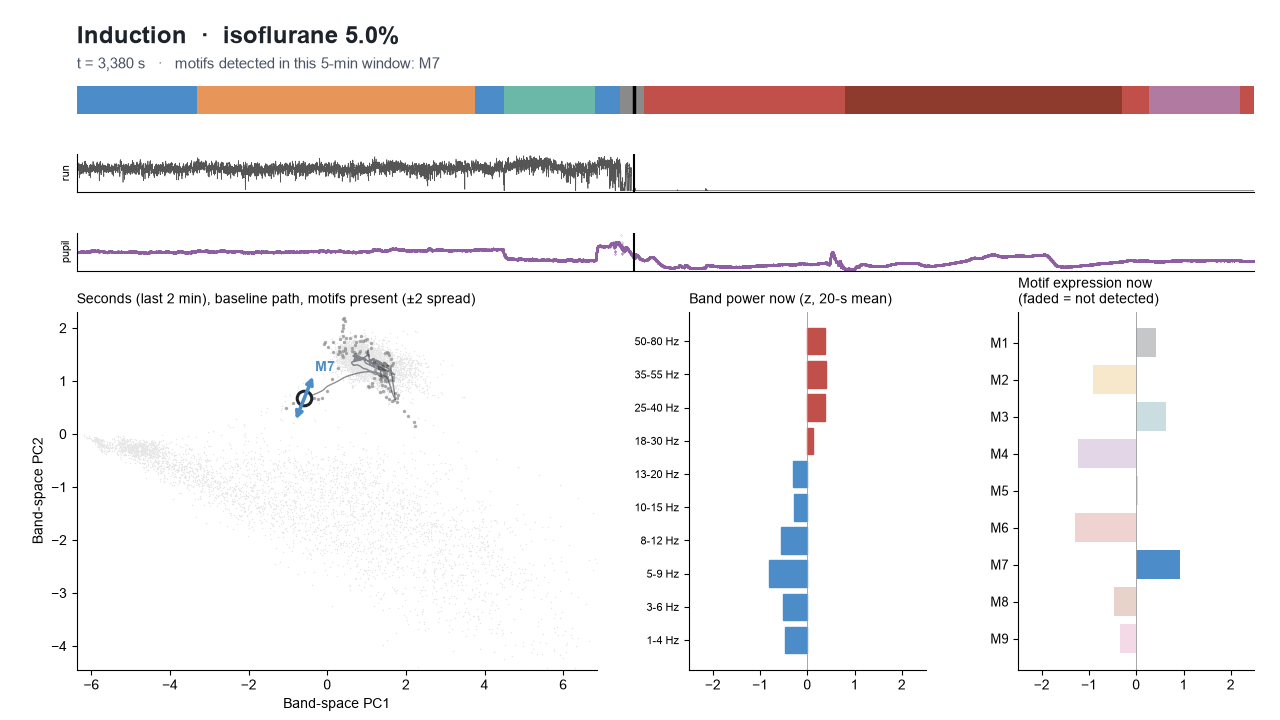 Induction · isoflurane 5.0%
t = 3,380 s · motifs detected in this 5-min window: M7
run
pupil
Seconds (last 2 min), baseline path, motifs present (±2 spread)
M7
2
1
0
−1
−2
−3
−4
Band-space PC2
−6
−4
−2
0
2
4
6
Band-space PC1
Band power now (z, 20-s mean)
50-80 Hz
35-55 Hz
25-40 Hz
18-30 Hz
13-20 Hz
10-15 Hz
8-12 Hz
5-9 Hz
3-6 Hz
1-4 Hz
−2
−1
0
1
2
Motif expression now
(faded = not detected)
M1
M2
M3
M4
M5
M6
M7
M8
M9
−2
−1
0
1
2